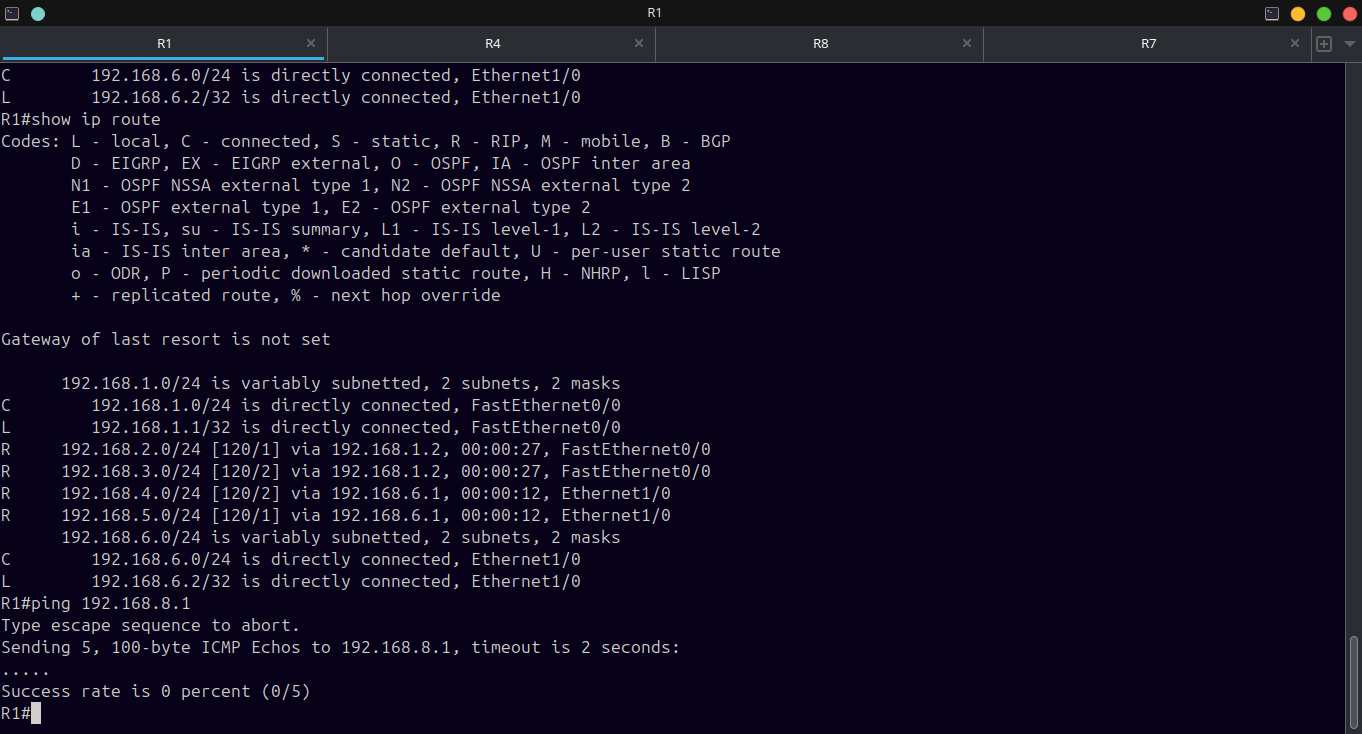 R1
R1 × R4 × R8 × R7 ×
C        192.168.6.0/24 is directly connected, Ethernet1/0
L        192.168.6.2/32 is directly connected, Ethernet1/0
R1#show ip route
Codes: L - local, C - connected, S - static, R - RIP, M - mobile, B - BGP
       D - EIGRP, EX - EIGRP external, O - OSPF, IA - OSPF inter area
       N1 - OSPF NSSA external type 1, N2 - OSPF NSSA external type 2
       E1 - OSPF external type 1, E2 - OSPF external type 2
       i - IS-IS, su - IS-IS summary, L1 - IS-IS level-1, L2 - IS-IS level-2
       ia - IS-IS inter area, * - candidate default, U - per-user static route
       o - ODR, P - periodic downloaded static route, H - NHRP, l - LISP
       + - replicated route, % - next hop override

Gateway of last resort is not set

      192.168.1.0/24 is variably subnetted, 2 subnets, 2 masks
C        192.168.1.0/24 is directly connected, FastEthernet0/0
L        192.168.1.1/32 is directly connected, FastEthernet0/0
R     192.168.2.0/24 [120/1] via 192.168.1.2, 00:00:27, FastEthernet0/0
R     192.168.3.0/24 [120/2] via 192.168.1.2, 00:00:27, FastEthernet0/0
R     192.168.4.0/24 [120/2] via 192.168.6.1, 00:00:12, Ethernet1/0
R     192.168.5.0/24 [120/1] via 192.168.6.1, 00:00:12, Ethernet1/0
      192.168.6.0/24 is variably subnetted, 2 subnets, 2 masks
C        192.168.6.0/24 is directly connected, Ethernet1/0
L        192.168.6.2/32 is directly connected, Ethernet1/0
R1#ping 192.168.8.1
Type escape sequence to abort.
Sending 5, 100-byte ICMP Echos to 192.168.8.1, timeout is 2 seconds:
.....
Success rate is 0 percent (0/5)
R1#